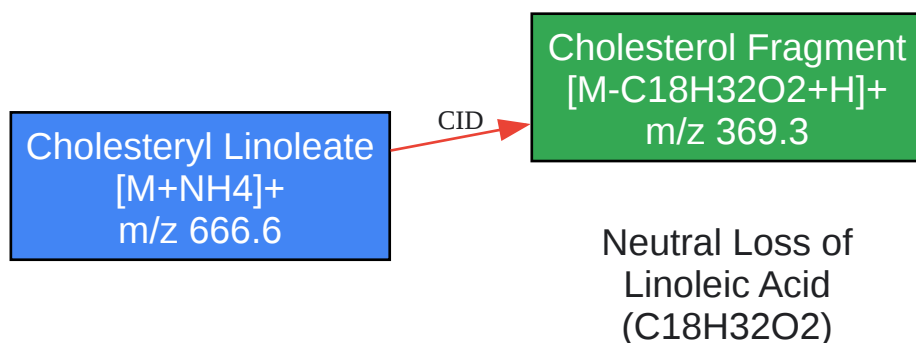 Cholesterol Fragment
[M-C18H32O2+H]+
m/z 369.3
CID
Cholesteryl Linoleate
[M+NH4]+
m/z 666.6
Neutral Loss of
Linoleic Acid
(C18H32O2)